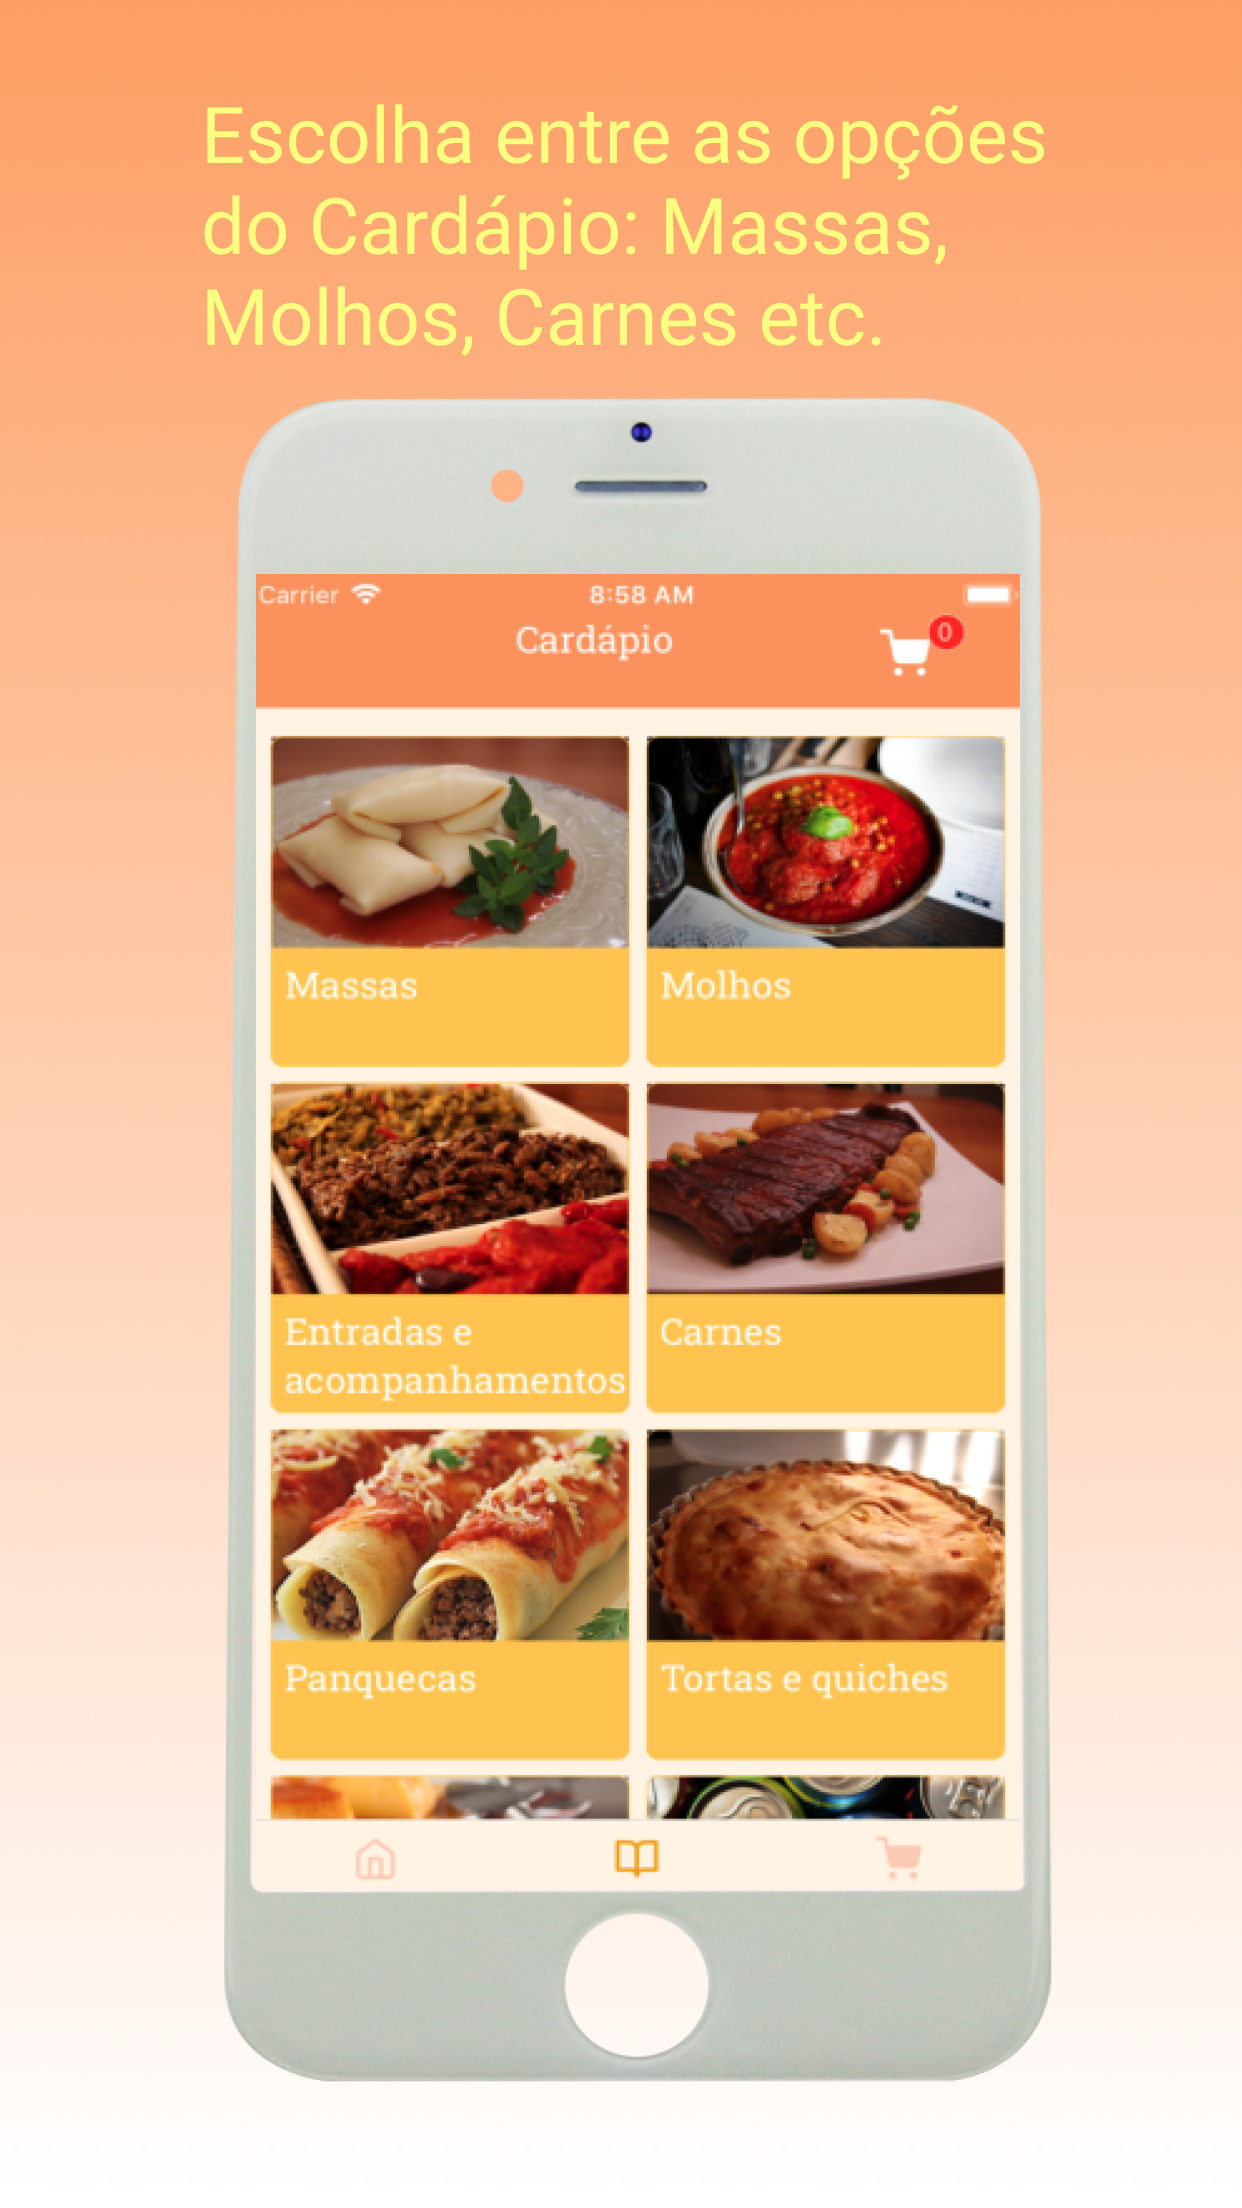 Escolha entre as opções
do Cardápio: Massas,
Molhos, Carnes etc.
Carrier 8:58 AM
Cardápio
0
Massas
Molhos
Entradas e
acompanhamentos
Carnes
Panquecas
Tortas e quiches